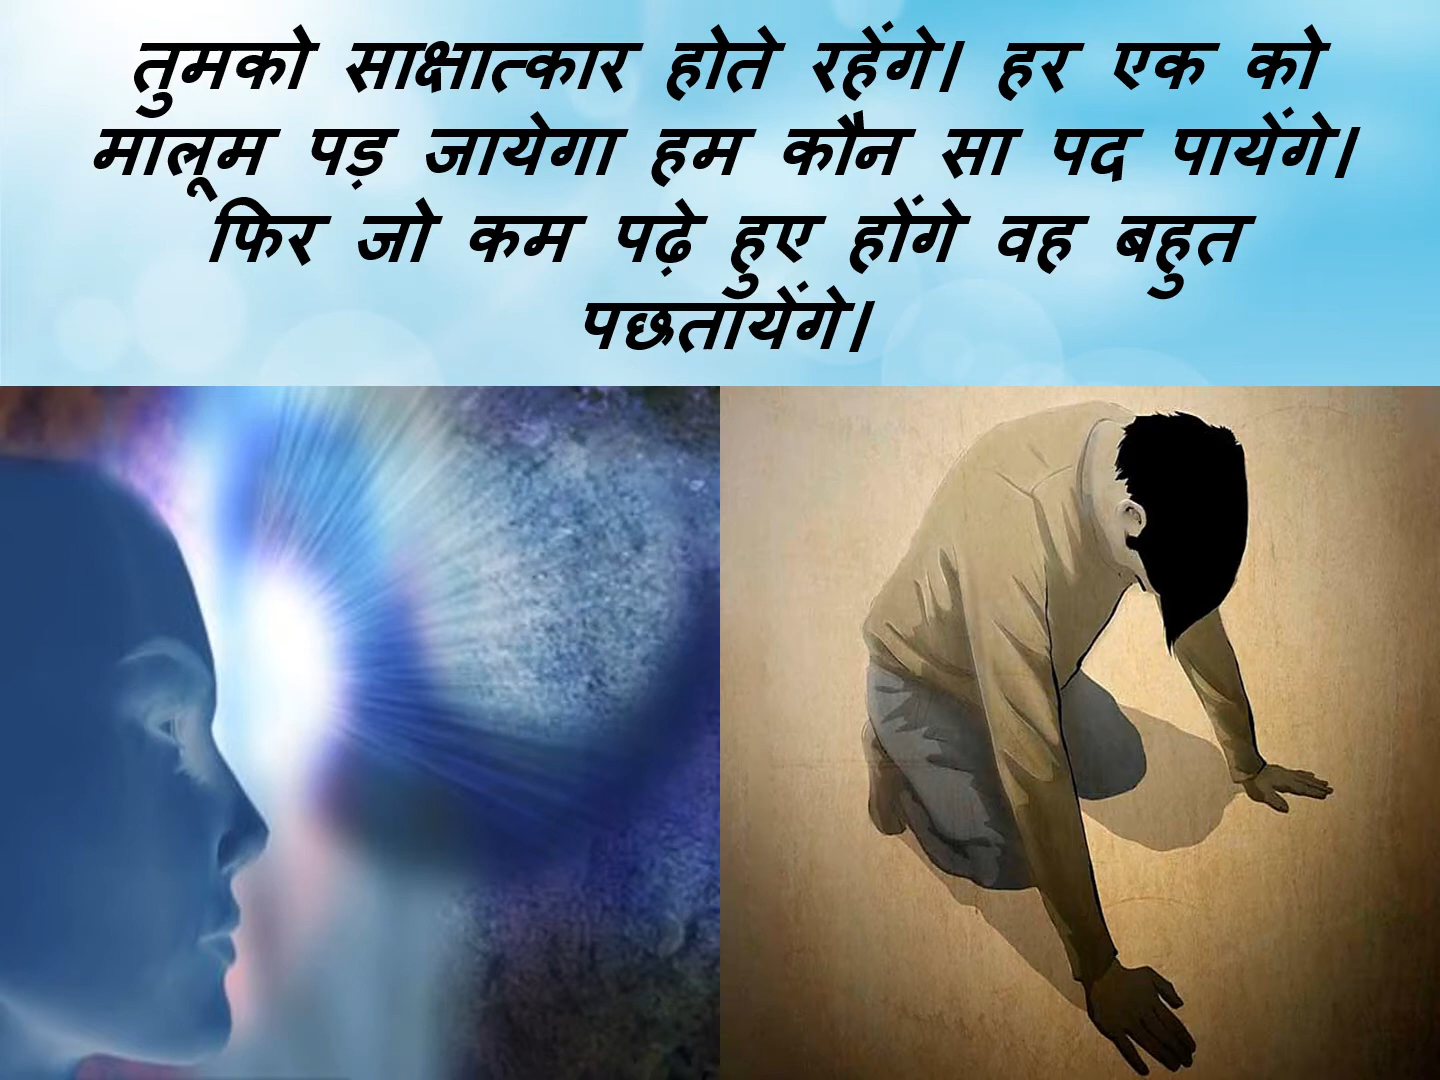 तुमको साक्षात्कार होते रहेंगे। हर एक को
मालूम पड़ जायेगा हम कौन सा पद पायेंगे।
फिर जो कम पढ़े हुए होंगे वह बहुत
पछतायेंगे।